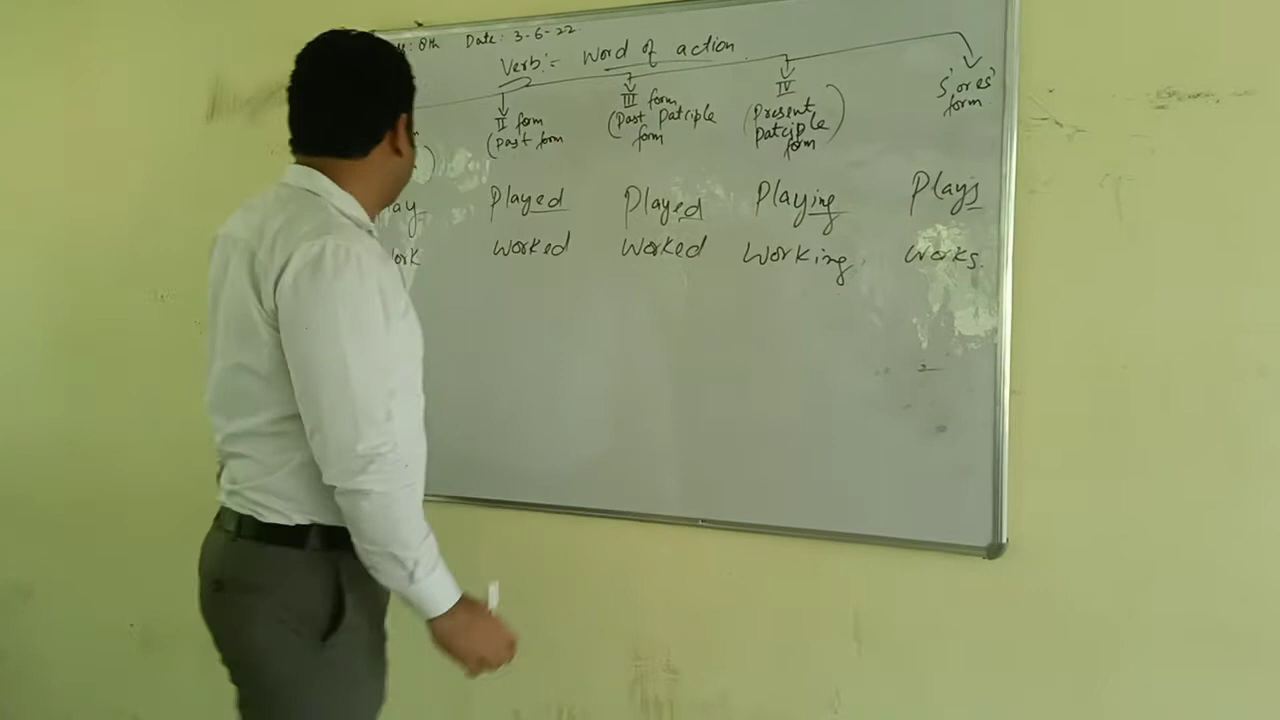 8th Date: 3-6-22
Verb:- Word of action
II form
(Past form
III form
(Past Patciple
form
IV
(Present
patciple
form)
S' or es'
form
Played Played Playing Plays
Worked Worked Working Works.